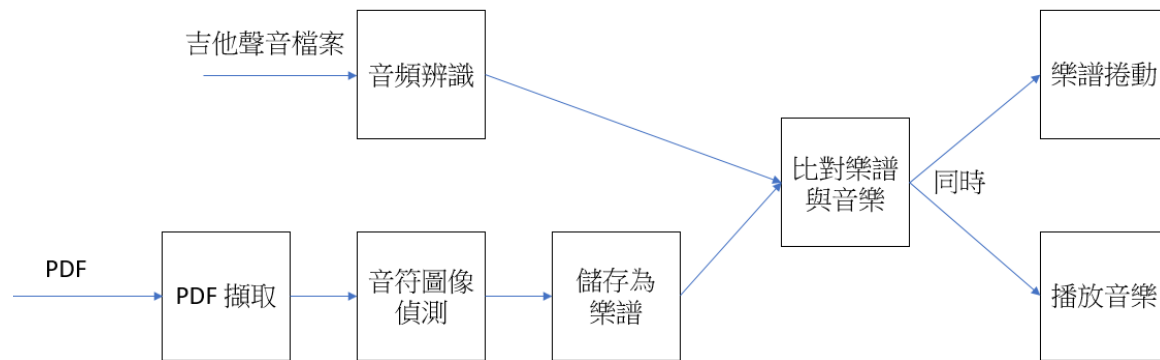 吉他聲音檔案
音頻辨識
樂譜捲動
比對樂譜
與音樂
同時
PDF
PDF 擷取
音符圖像
偵測
儲存為
樂譜
播放音樂